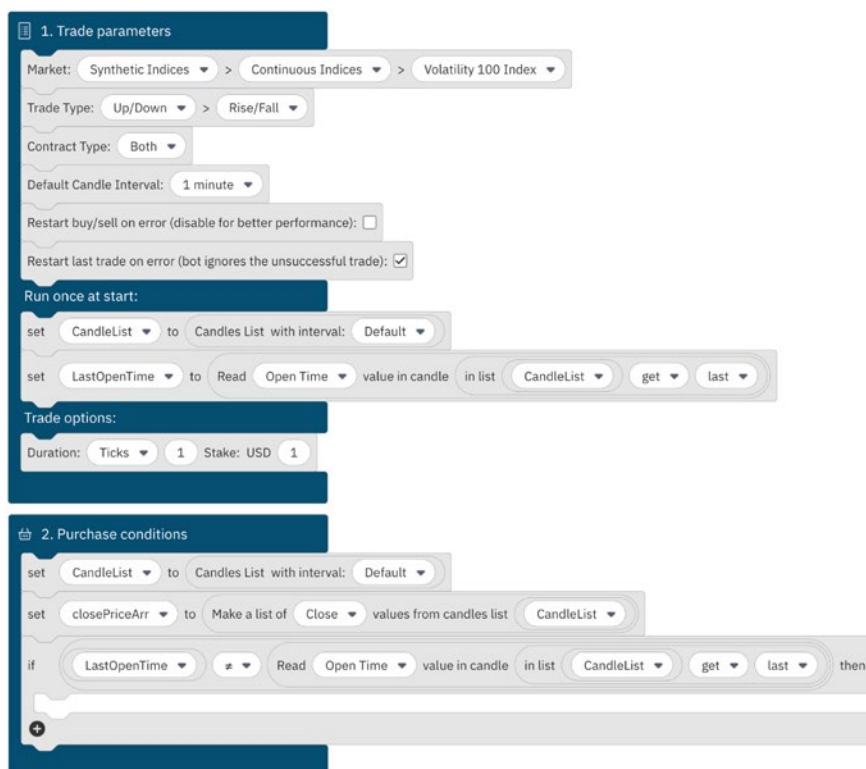 1. Trade parameters
Market: Synthetic Indices > Continuous Indices > Volatility 100 Index
Trade Type: Up/Down > Rise/Fall
Contract Type: Both
Default Candle Interval: 1 minute
Restart buy/sell on error (disable for better performance):
Restart last trade on error (bot ignores the unsuccessful trade):
Run once at start:
set CandleList to Candles List with interval: Default
set LastOpenTime to Read Open Time value in candle in list CandleList get last
Trade options:
Duration: Ticks 1 Stake: USD 1
2. Purchase conditions
set CandleList to Candles List with interval: Default
set closePriceArr to Make a list of Close values from candles list CandleList
if LastOpenTime ≠ Read Open Time value in candle in list CandleList get last then